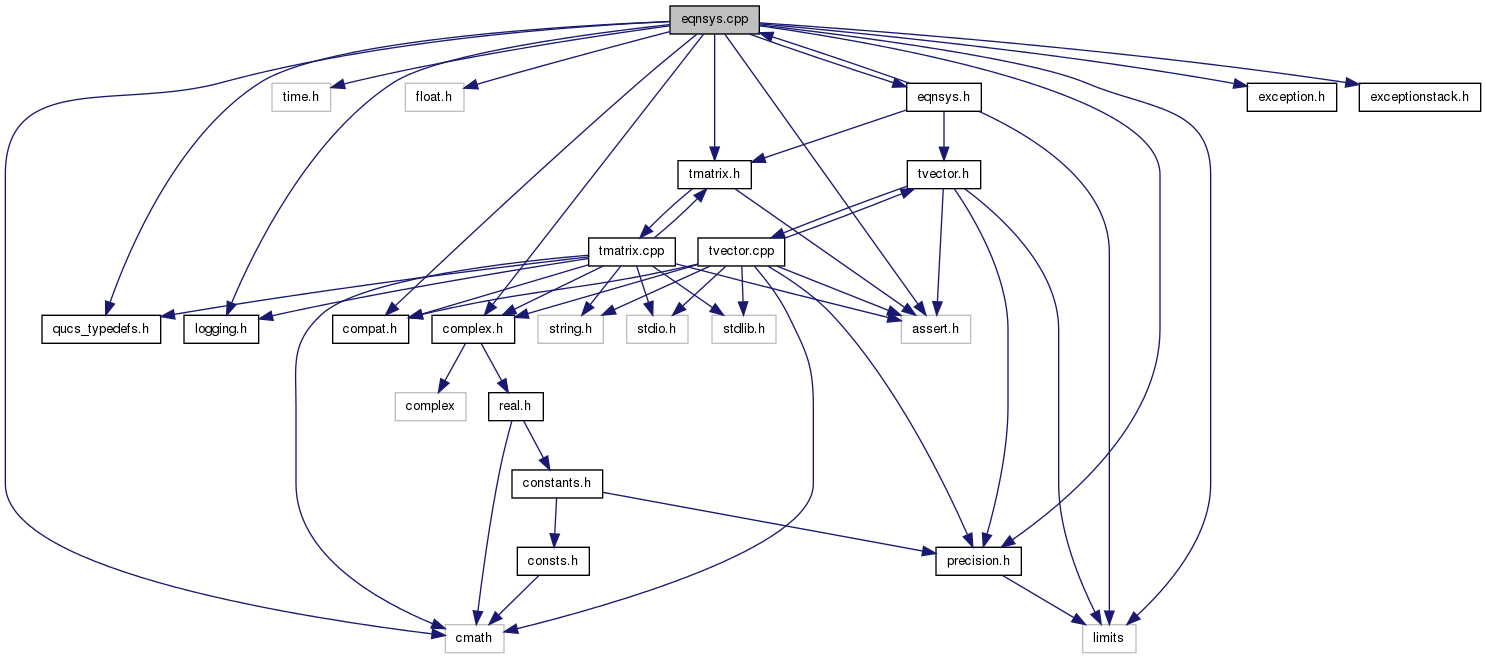 eqnsys.cpp
time.h
float.h
eqnsys.h
exception.h
exceptionstack.h
tmatrix.h
tvector.h
tmatrix.cpp
tvector.cpp
qucs_typedefs.h
logging.h
compat.h
complex.h
string.h
stdio.h
stdlib.h
assert.h
complex
real.h
constants.h
consts.h
precision.h
cmath
limits